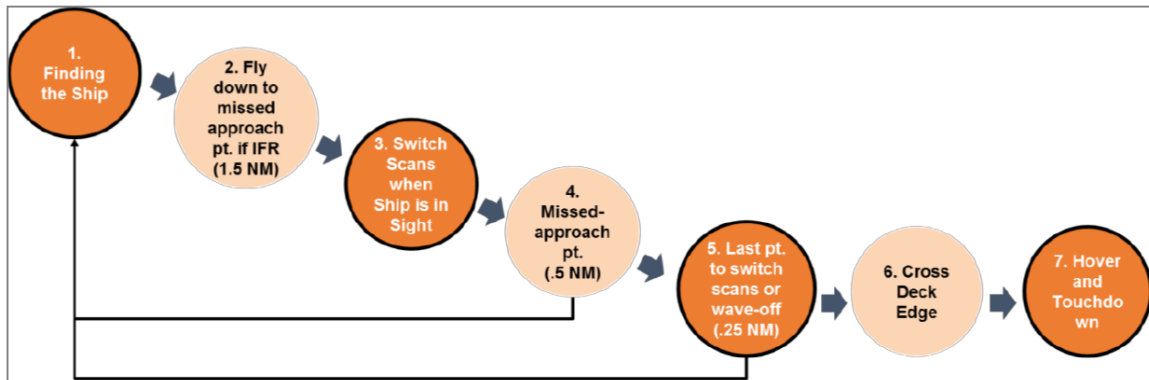 1.
Finding
the Ship
2. Fly
down to
missed
approach
pt. if IFR
(1.5 NM)
3. Switch
Scans
when
Ship is in
Sight
4.
Missed-
approach
pt.
(.5 NM)
5. Last pt.
to switch
scans or
wave-off
(.25 NM)
6. Cross
Deck
Edge
7. Hover
and
Touchdo
wn